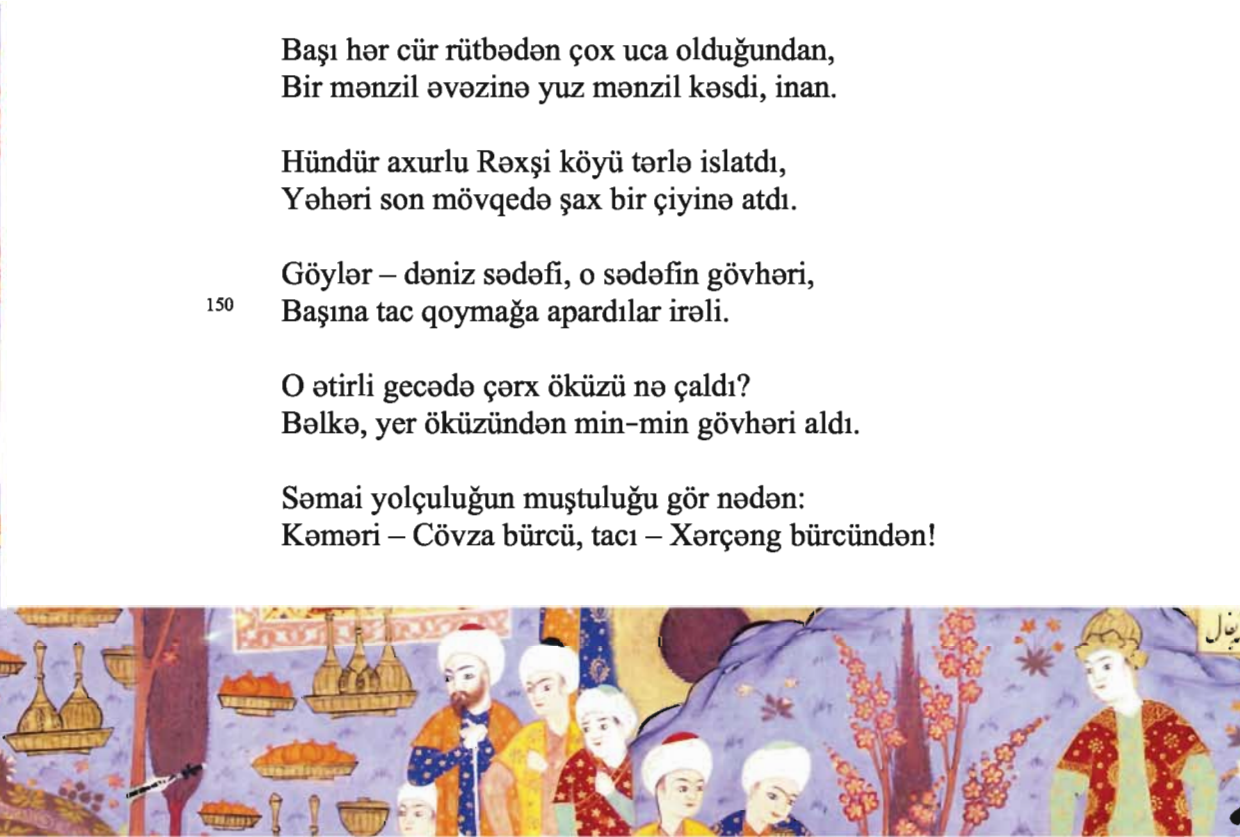 Başı hər cür rütbədən çox uca olduğundan,
Bir mənzil əvəzinə yuz mənzil kəsdi, inan.
Hündür axurlu Rəxşi köyü tərlə islatdı,
Yəhəri son mövqedə şax bir çiyinə atdı.
Göylər – dəniz sədəfi, o sədəfin gövhəri,
150 Başına tac qoymağa apardılar irəli.
O ətirli gecədə çərx öküzü nə çaldı?
Bəlkə, yer öküzündən min-min gövhəri aldı.
Səmai yolçuluğun muştuluğu gör nədən:
Kəməri – Cövza bürcü, tacı – Xərçəng bürcündən!